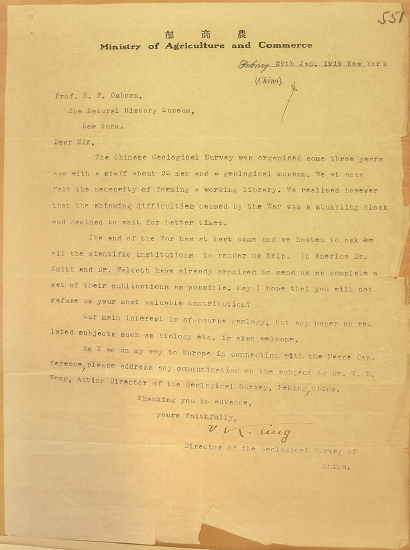 551
部 商 農
Ministry of Agriculture and Commerce
Peking 29th Jan. 1919 New York
(China).
Prof. H. F. Osborn,
The Natural History Museum,
New York.
Dear Sir,
The Chinese Geological Survey was organized some three years
ago with a staff about 20 men and a geological museum. We at once
felt the necessity of forming a working library. We realized however
that the shipping difficulties caused by the War was a stumbling block
and decided to wait for better times.
The end of the War has at last come and we hasten to ask
all the scientific institutions to render us help. In America Dr.
Smith and Dr. Walcott have already promised to send us as complete a
set of their publications as possible. May I hope that you will not
refuse us your most valuable contribution?
Our main interest is of-course geology, but any paper on re-
lated subjects such as biology etc. is also welcome.
As I am on my way to Europe in connection with the Peace Con-
ference, please address any communication on the subject to Dr. W. H.
Wong, Acting Director of the Geological Survey, Peking, China.
Thanking you in advance,
yours faithfully,
V. K. Ting
Director of the Geological Survey of
China.